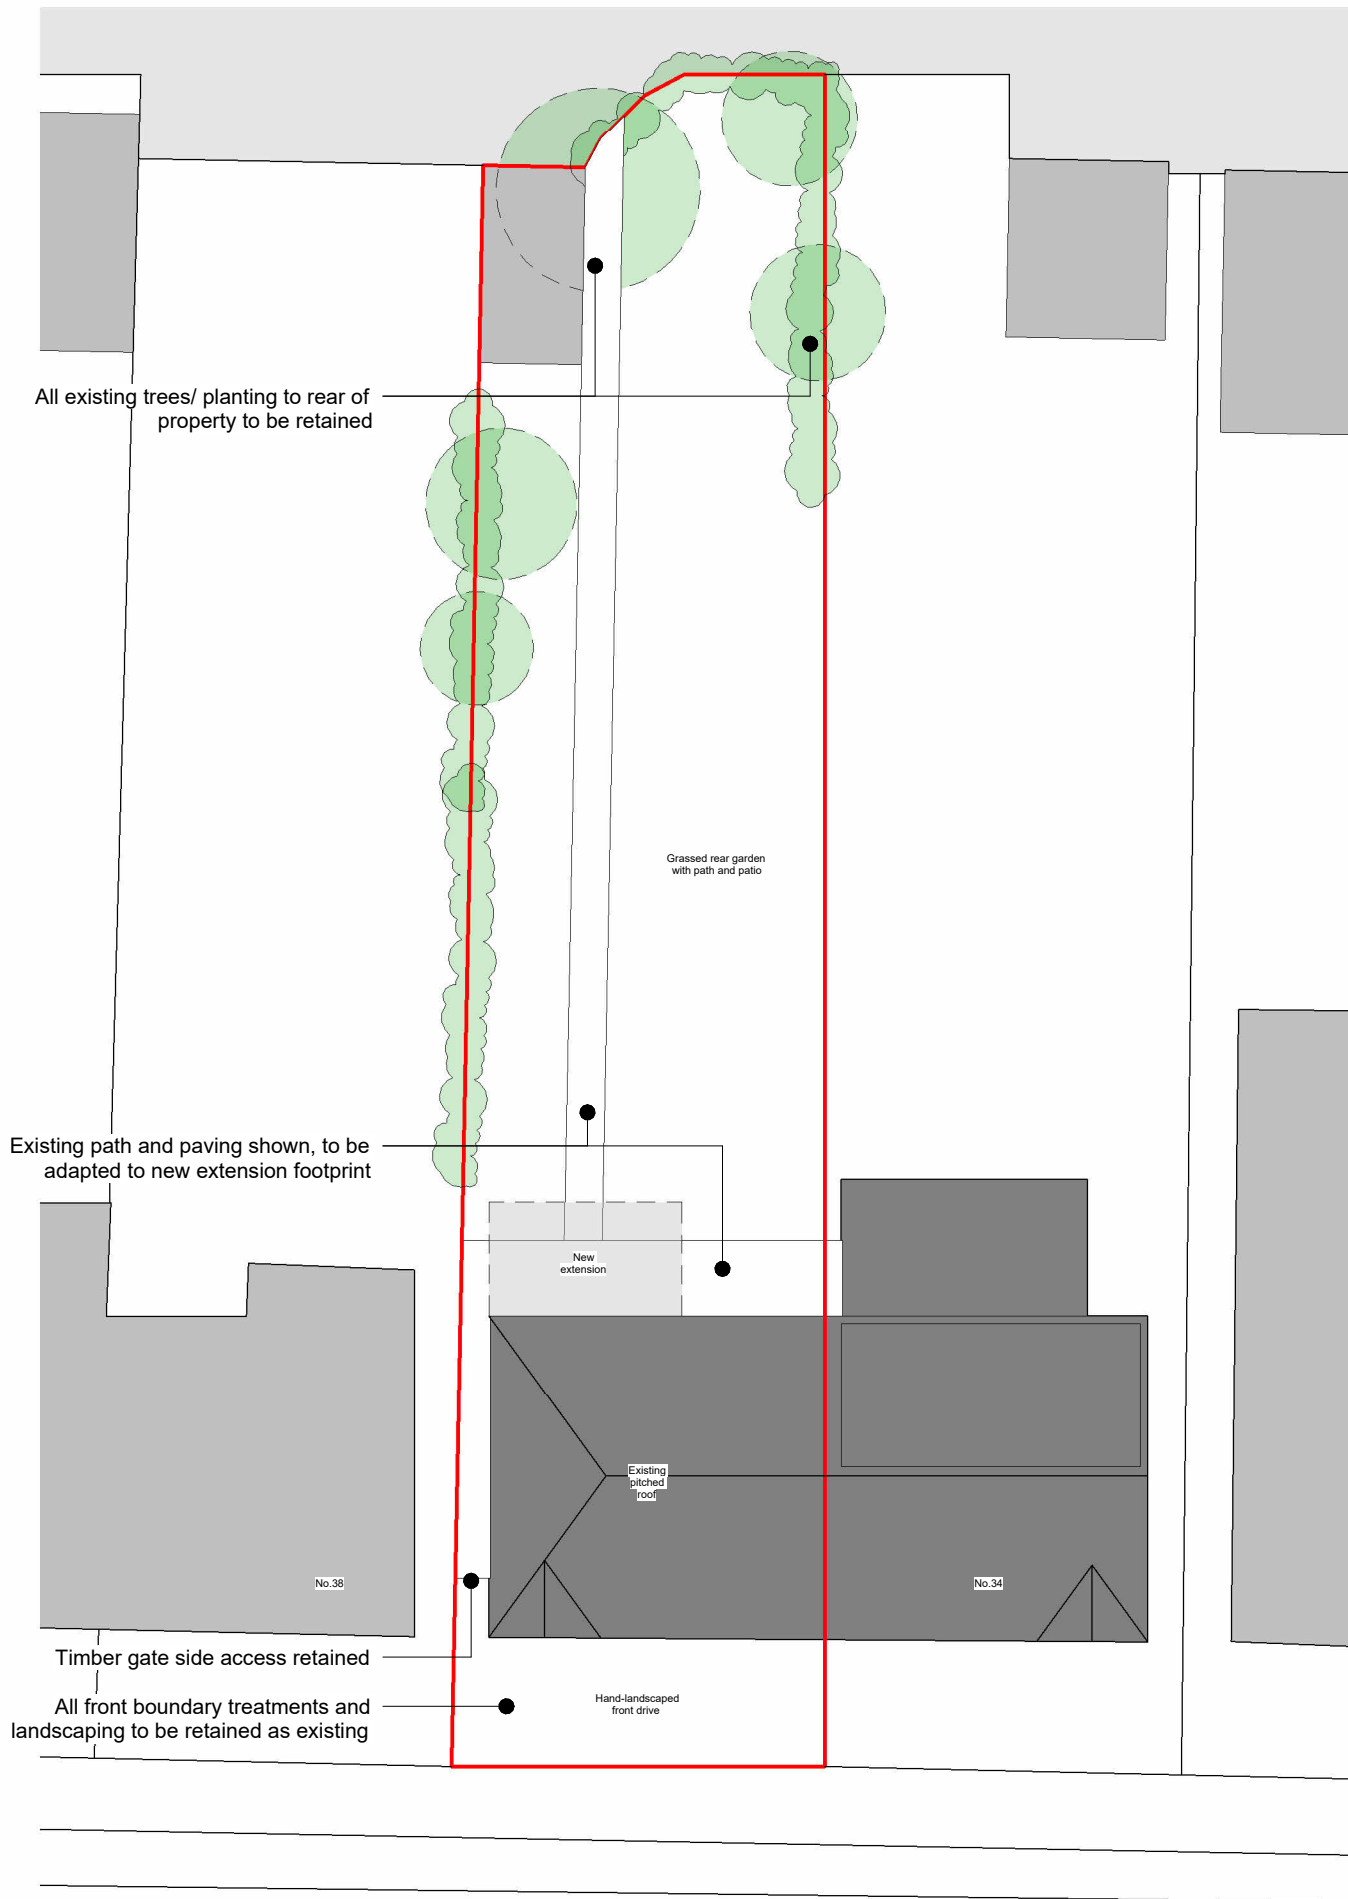 All existing trees/ planting to rear of
property to be retained
Grassed rear garden
with path and patio
Existing path and paving shown, to be
adapted to new extension footprint
New
extension
Existing
pitched
roof
No.38
No.34
Timber gate side access retained
All front boundary treatments and
landscaping to be retained as existing
Hand-landscaped
front drive